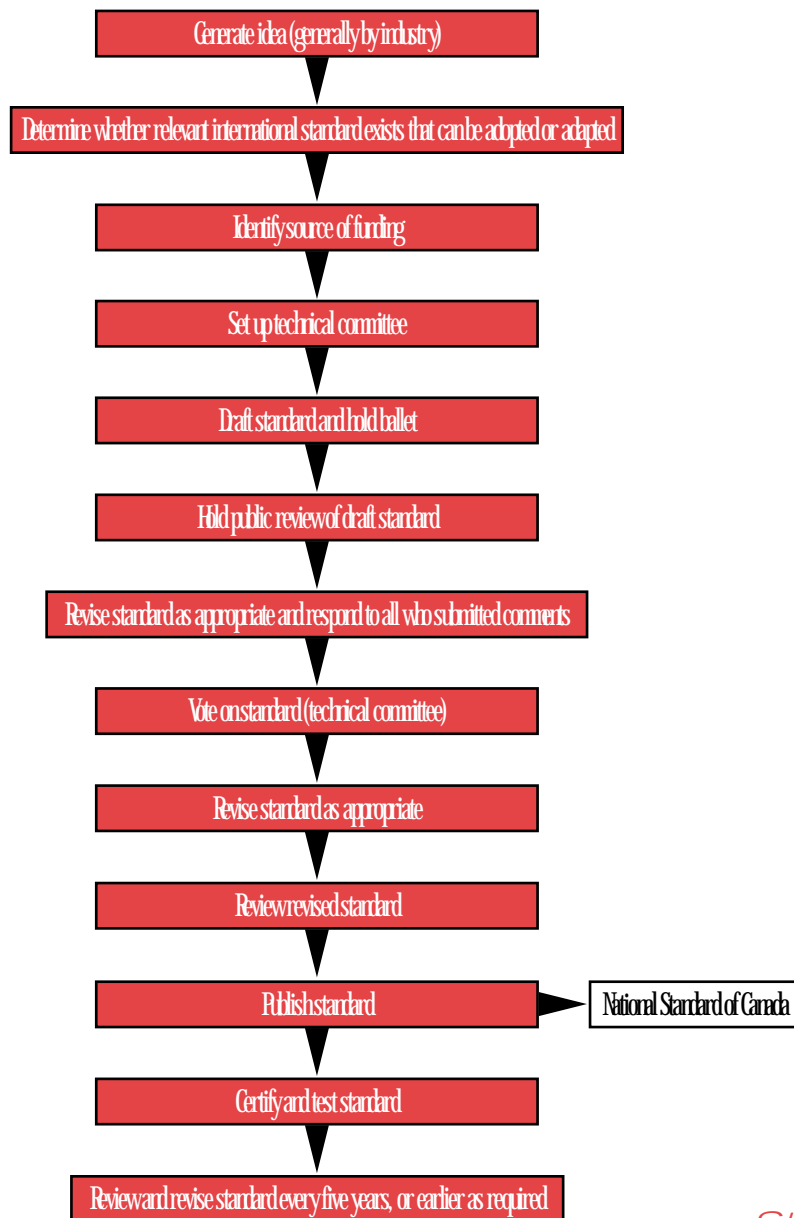 Generate idea (generally by industry)
Determine whether relevant international standard exists that can be adopted or adapted
Identify source of funding
Set up technical committee
Draft standard and hold ballet
Hold public review of draft standard
Revise standard as appropriate and respond to all who submitted comments
Vote on standard (technical committee)
Revise standard as appropriate
Review revised standard
Publish standard
National Standard of Canada
Certify and test standard
Review and revise standard every five years, or earlier as required